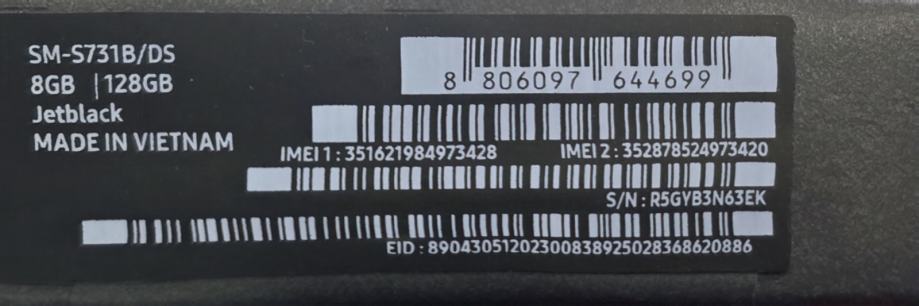 SM-S731B/DS
8GB | 128GB
Jetblack
MADE IN VIETNAM
8 806097 644699
IMEI 1 : 351621984973428
IMEI 2 : 352878524973420
S/N : R5GYB3N63EK
EID : 89043051202300838925028368620886